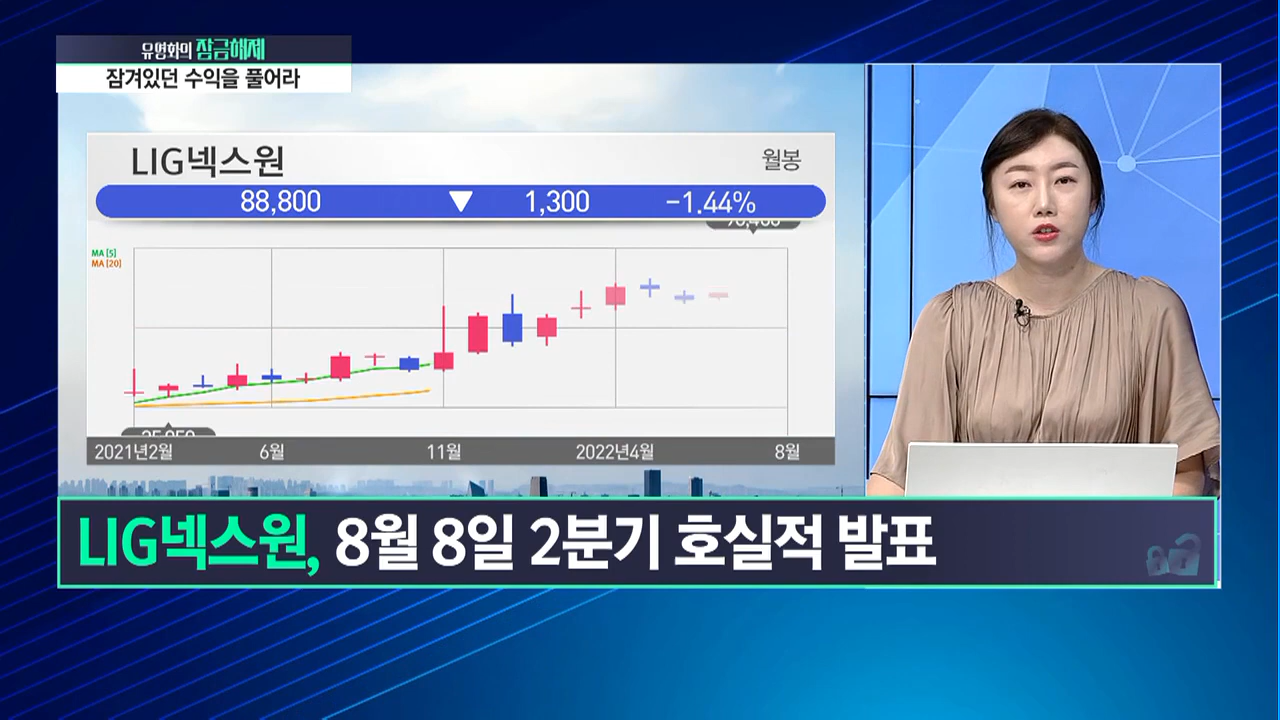 유명화의 잠금해제
잠겨있던 수익을 풀어라
LIG넥스원
월봉
88,800 ▼ 1,300 -1.44%
MA [5]
MA [20]
2021년2월 6월 11월 2022년4월 8월
LIG넥스원, 8월 8일 2분기 호실적 발표